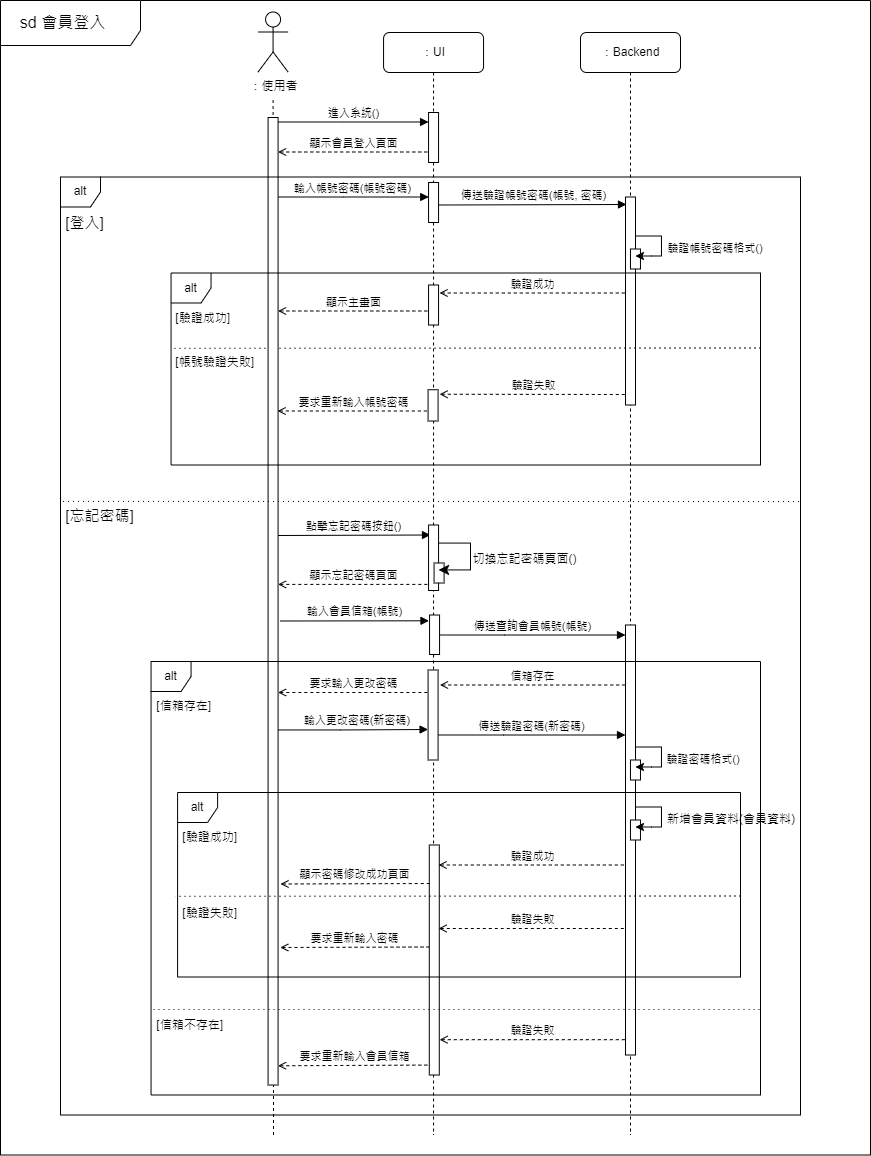 sd 會員登入
: 使用者
: UI
: Backend
進入系統()
顯示會員登入頁面
alt
[登入]
輸入帳號密碼(帳號密碼)
傳送驗證帳號密碼(帳號, 密碼)
驗證帳號密碼格式()
alt
[驗證成功]
驗證成功
顯示主畫面
[帳號驗證失敗]
驗證失敗
要求重新輸入帳號密碼
[忘記密碼]
點擊忘記密碼按鈕()
切換忘記密碼頁面()
顯示忘記密碼頁面
輸入會員信箱(帳號)
傳送查詢會員帳號(帳號)
alt
[信箱存在]
信箱存在
要求輸入更改密碼
輸入更改密碼(新密碼)
傳送驗證密碼(新密碼)
驗證密碼格式()
alt
[驗證成功]
新增會員資料(會員資料)
驗證成功
顯示密碼修改成功頁面
[驗證失敗]
驗證失敗
要求重新輸入密碼
[信箱不存在]
驗證失敗
要求重新輸入會員信箱